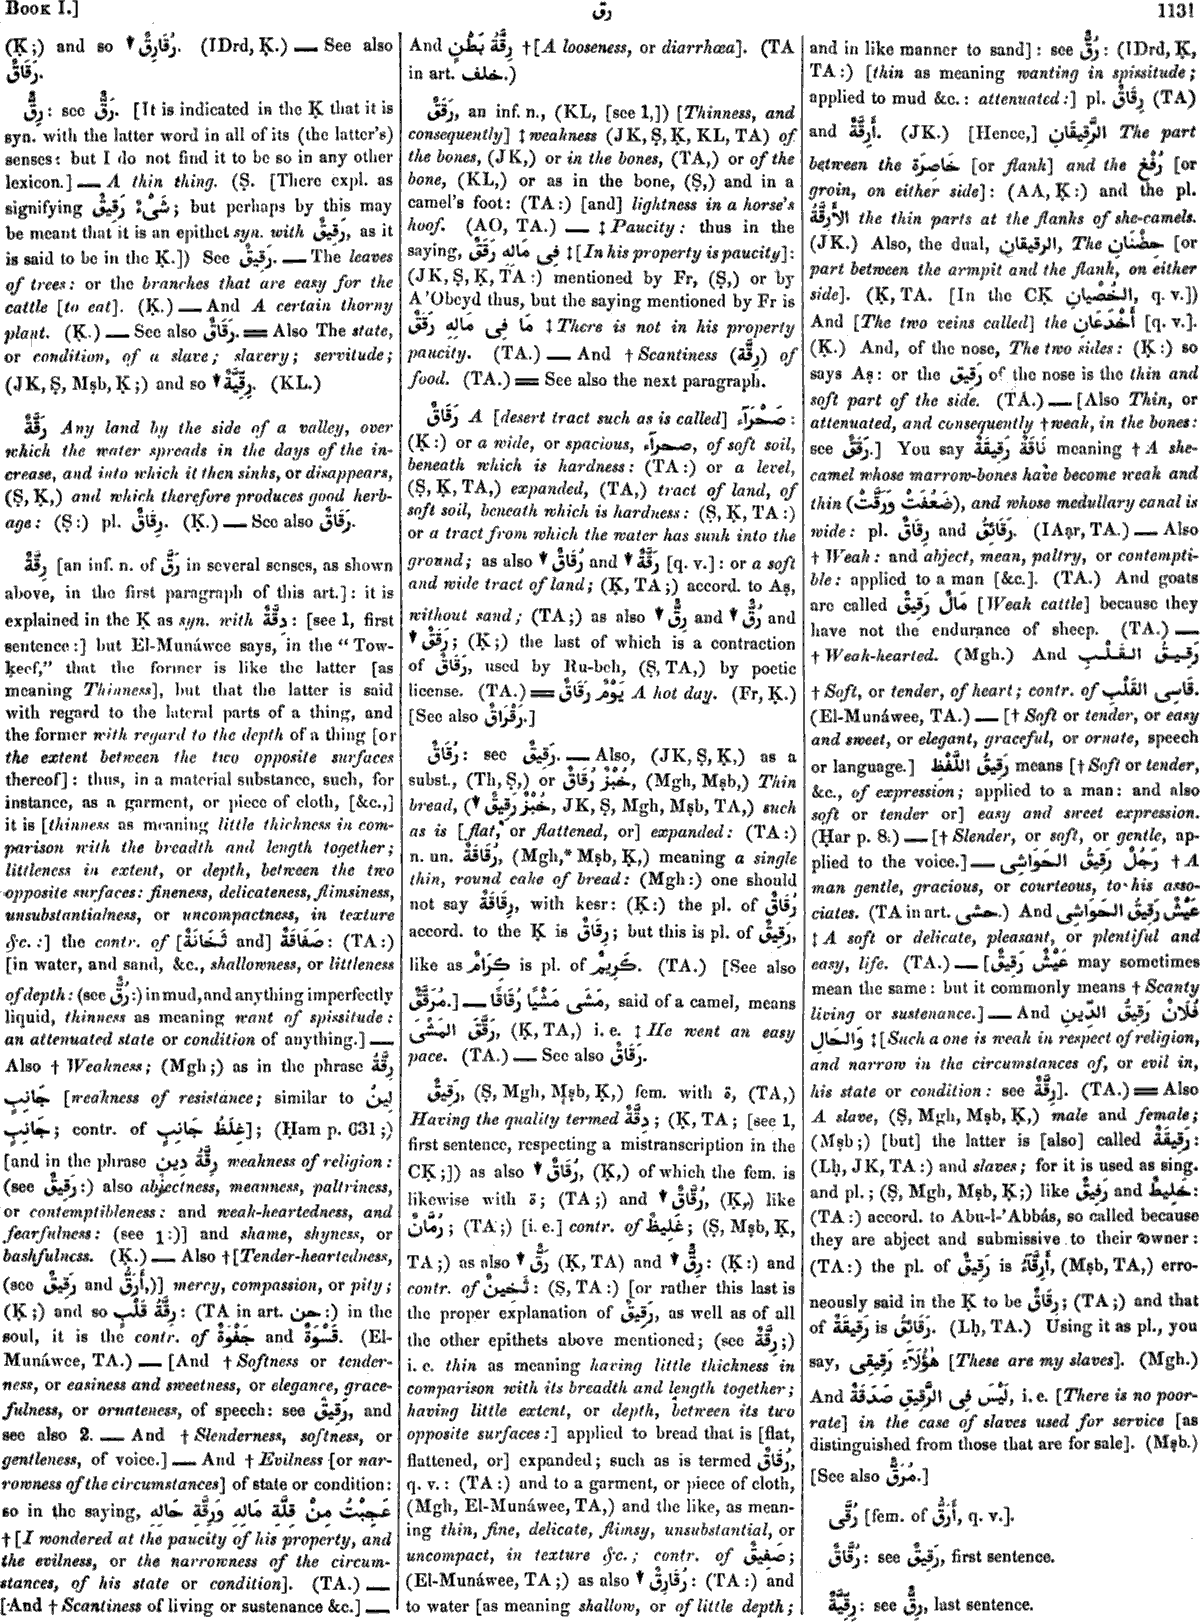 Book I.]
رق
1131
(Ḳ;) and so ↓ رُقَارِقٌ. (IDrd, Ḳ.) — See also
رَقَاقٌ.
رِقٌّ: see رَقٌّ. [It is indicated in the Ḳ that it is
syn. with the latter word in all of its (the latter's)
senses: but I do not find it to be so in any other
lexicon.] — A thin thing. (Ṣ. [There expl. as
signifying شَىْءٌ رَقِيقٌ; but perhaps by this may
be meant that it is an epithet syn. with رَقِيقٌ, as it
is said to be in the Ḳ.]) See رَقِيقٌ. — The leaves
of trees: or the branches that are easy for the
cattle [to eat]. (Ḳ.) — And A certain thorny
plant. (Ḳ.) — See also رَقَاقٌ. = Also The state,
or condition, of a slave; slavery; servitude;
(JK, Ṣ, Mṣb, Ḳ;) and so ↓ رِقِّيَّةٌ. (KL.)
رَقَّةٌ Any land by the side of a valley, over
which the water spreads in the days of the in-
crease, and into which it then sinks, or disappears,
(Ṣ, Ḳ,) and which therefore produces good herb-
age: (Ṣ:) pl. رِقَاقٌ. (Ḳ.) — See also رَقَاقٌ.
رِقَّةٌ [an inf. n. of رَقَّ in several senses, as shown
above, in the first paragraph of this art.]: it is
explained in the Ḳ as syn. with دِقَّةٌ: [see 1, first
sentence:] but El-Munáwee says, in the "Tow-
ḳeef," that the former is like the latter [as
meaning Thinness], but that the latter is said
with regard to the lateral parts of a thing, and
the former with regard to the depth of a thing [or
the extent between the two opposite surfaces
thereof]: thus, in a material substance, such, for
instance, as a garment, or piece of cloth, [&c.,]
it is [thinness as meaning little thickness in com-
parison with the breadth and length together;
littleness in extent, or depth, between the two
opposite surfaces: fineness, delicateness, flimsiness,
unsubstantialness, or uncompactness, in texture
&c.:] the contr. of [ثَخَانَةٌ and] صَفَاقَةٌ: (TA:)
[in water, and sand, &c., shallowness, or littleness
of depth: (see رُقٌّ:) in mud, and anything imperfectly
liquid, thinness as meaning want of spissitude:
an attenuated state or condition of anything.] —
Also † Weakness; (Mgh;) as in the phrase رِقَّةُ
جَانِبٍ [weakness of resistance; similar to لِينُ
جَانِبٍ; contr. of غِلَظُ جَانِبٍ]; (Ḥam p. 631;)
[and in the phrase رِقَّةُ دِينٍ weakness of religion:
(see رَقِيقٌ:) also abjectness, meanness, paltriness,
or contemptibleness: and weak-heartedness, and
fearfulness: (see 1:)] and shame, shyness, or
bashfulness. (Ḳ.) — Also † [Tender-heartedness,
(see رَقِيقٌ and أَرَقُّ,)] mercy, compassion, or pity;
(Ḳ;) and so رِقَّةُ قَلْبٍ: (TA in art. حن:) in the
soul, it is the contr. of جَفْوَةٌ and قَسْوَةٌ. (El-
Munáwee, TA.) — [And † Softness or tender-
ness, or easiness and sweetness, or elegance, grace-
fulness, or ornateness, of speech: see رَقِيقٌ, and
see also 2. — And † Slenderness, softness, or
gentleness, of voice.] — And † Evilness [or nar-
rowness of the circumstances] of state or condition:
so in the saying, عَجِبْتُ مِنْ قِلَّةِ مَالِهِ وَرِقَّةِ حَالِهِ
† [I wondered at the paucity of his property, and
the evilness, or the narrowness of the circum-
stances, of his state or condition]. (TA.) —
[And † Scantiness of living or sustenance &c.] —
And رِقَّةُ بَطْنٍ † [A looseness, or diarrhœa]. (TA
in art. خلف.)
رَقَقٌ, an inf. n., (KL, [see 1,]) [Thinness, and
consequently] ‡ weakness (JK, Ṣ, Ḳ, KL, TA) of
the bones, (JK,) or in the bones, (TA,) or of the
bone, (KL,) or as in the bone, (Ṣ,) and in a
camel's foot: (TA:) [and] lightness in a horse's
hoof. (AO, TA.) — ‡ Paucity: thus in the
saying, فِى مَالِهِ رَقَقٌ ‡ [In his property is paucity]:
(JK, Ṣ, Ḳ, TA:) mentioned by Fr, (Ṣ,) or by
A'Obeyd thus, but the saying mentioned by Fr is
مَا فِى مَالِهِ رَقَقٌ ‡ There is not in his property
paucity. (TA.) — And † Scantiness (رِقَّةٌ) of
food. (TA.) = See also the next paragraph.
رَقَاقٌ A [desert tract such as is called] صَحْرَآء:
(Ḳ:) or a wide, or spacious, صحرآء, of soft soil,
beneath which is hardness: (TA:) or a level,
(Ṣ, Ḳ, TA,) expanded, (TA,) tract of land, of
soft soil, beneath which is hardness: (Ṣ, Ḳ, TA:)
or a tract from which the water has sunk into the
ground; as also ↓ رُقَاقٌ and ↓ رَقَّةٌ [q. v.]: or a soft
and wide tract of land; (Ḳ, TA;) accord. to Aṣ,
without sand; (TA;) as also ↓ رِقٌّ and ↓ رُقٌّ and
↓ رَقَقٌ; (Ḳ;) the last of which is a contraction
of رَقَاقٌ, used by Ru-beh, (Ṣ, TA,) by poetic
license. (TA.) = يَوْمٌ رَقَاقٌ A hot day. (Fr, Ḳ.)
[See also رَقْرَاقٌ.]
رُقَاقٌ: see رَقِيقٌ. — Also, (JK, Ṣ, Ḳ,) as a
subst., (Th, Ṣ,) or خُبْزٌ رُقَاقٌ, (Mgh, Mṣb,) Thin
bread, (↓ خُبْزٌ رَقِيقٌ, JK, Ṣ, Mgh, Mṣb, TA,) such
as is [flat, or flattened, or] expanded: (TA:)
n. un. رُقَاقَةٌ, (Mgh,* Mṣb, Ḳ,) meaning a single
thin, round cake of bread: (Mgh:) one should
not say رِقَاقَةٌ, with kesr: (Ḳ:) the pl. of رُقَاقٌ
accord. to the Ḳ is رِقَاقٌ; but this is pl. of رَقِيقٌ,
like as كِرَامٌ is pl. of كَرِيمٌ. (TA.) [See also
مُرَقَّقٌ.] — مَشَى مَشْيًا رُقَاقًا, said of a camel, means
رَقَّقَ المَشْىَ, (Ḳ, TA,) i. e. ‡ He went an easy
pace. (TA.) — See also رَقَاقٌ.
رَقِيقٌ, (Ṣ, Mgh, Mṣb, Ḳ,) fem. with ة, (TA,)
Having the quality termed دِقَّةٌ; (Ḳ, TA; [see 1,
first sentence, respecting a mistranscription in the
CḲ;]) as also ↓ رُقَاقٌ, (Ḳ,) of which the fem. is
likewise with ة; (TA;) and ↓ رُقَّاقٌ, (Ḳ,) like
رُمَّانٌ; (TA;) [i. e.] contr. of غَلِيظٌ; (Ṣ, Mṣb, Ḳ,
TA;) as also ↓ رَقٌّ (Ḳ, TA) and ↓ رِقٌّ: (Ḳ:) and
contr. of ثَخِينٌ: (Ṣ, TA:) [or rather this last is
the proper explanation of رَقِيقٌ, as well as of all
the other epithets above mentioned; (see رِقَّةٌ;)
i. e. thin as meaning having little thickness in
comparison with its breadth and length together;
having little extent, or depth, between its two
opposite surfaces:] applied to bread that is [flat,
flattened, or] expanded; such as is termed رُقَاقٌ,
q. v.: (TA:) and to a garment, or piece of cloth,
(Mgh, El-Munáwee, TA,) and the like, as mean-
ing thin, fine, delicate, flimsy, unsubstantial, or
uncompact, in texture &c.; contr. of صَفِيقٌ;
(El-Munáwee, TA;) as also ↓ رُقَارِقٌ: (TA:) and
to water [as meaning shallow, or of little depth;
and in like manner to sand]: see رُقٌّ: (IDrd, Ḳ,
TA:) [thin as meaning wanting in spissitude;
applied to mud &c.: attenuated:] pl. رِقَاقٌ (TA)
and أَرِقَّةٌ. (JK.) [Hence,] الرَّقِيقَانِ The part
between the خَاصِرَة [or flank] and the رُفْغ [or
groin, on either side]: (AA, Ḳ:) and the pl.
الأَرِقَّةُ the thin parts at the flanks of she-camels.
(JK.) Also, the dual, الرقيقان, The حِضْنَانِ [or
part between the armpit and the flank, on either
side]. (Ḳ, TA. [In the CḲ الخُصْيانِ, q. v.])
And [The two veins called] the أَخْدَعَانِ [q. v.].
(Ḳ.) And, of the nose, The two sides: (Ḳ:) so
says Aṣ: or the رقيق of the nose is the thin and
soft part of the side. (TA.) — [Also Thin, or
attenuated, and consequently † weak, in the bones:
see رَقَقٌ.] You say نَاقَةٌ رَقِيقَةٌ meaning † A she-
camel whose marrow-bones have become weak and
thin (ضَعُفَتْ وَرَقَّتْ), and whose medullary canal is
wide: pl. رِقَاقٌ and رَقَائِقُ. (IAạr, TA.) — Also
† Weak: and abject, mean, paltry, or contempti-
ble: applied to a man [&c.]. (TA.) And goats
are called مَالٌ رَقِيقٌ [Weak cattle] because they
have not the endurance of sheep. (TA.) —
† Weak-hearted. (Mgh.) And رَقِيقُ القَلْبِ
† Soft, or tender, of heart; contr. of قَاسِى القَلْبِ.
(El-Munáwee, TA.) — [† Soft or tender, or easy
and sweet, or elegant, graceful, or ornate, speech
or language.] رَقِيقُ اللَّفْظِ means [† Soft or tender,
&c., of expression; applied to a man: and also
soft or tender or] easy and sweet expression.
(Ḥar p. 8.) — [† Slender, or soft, or gentle, ap-
plied to the voice.] — رَجُلٌ رَقِيقُ الحَوَاشِى † A
man gentle, gracious, or courteous, to his asso-
ciates. (TA in art. حشى.) And عَيْشٌ رَقِيقُ الحَوَاشِى
‡ A soft or delicate, pleasant, or plentiful and
easy, life. (TA.) — [عَيْشٌ رَقِيقٌ may sometimes
mean the same: but it commonly means † Scanty
living or sustenance.] — And فُلَانٌ رَقِيقُ الدِّينِ
وَالحَالِ ‡ [Such a one is weak in respect of religion,
and narrow in the circumstances of, or evil in,
his state or condition: see رِقَّةٌ]. (TA.) = Also
A slave, (Ṣ, Mgh, Mṣb, Ḳ,) male and female;
(Mṣb;) [but] the latter is [also] called رَقِيقَةٌ:
(Lḥ, JK, TA:) and slaves; for it is used as sing.
and pl.; (Ṣ, Mgh, Mṣb, Ḳ;) like رَفِيقٌ and خَلِيطٌ:
(TA:) accord. to Abu-l-'Abbás, so called because
they are abject and submissive to their owner:
(TA:) the pl. of رَقِيقٌ is أَرِقَّآءُ, (Mṣb, TA,) erro-
neously said in the Ḳ to be رِقَاقٌ; (TA;) and that
of رَقِيقَةٌ is رَقَائِقُ. (Lḥ, TA.) Using it as pl., you
say, هٰؤُلَآءِ رَقِيقِى [These are my slaves]. (Mgh.)
And لَيْسَ فِى الرَّقِيقِ صَدَقَةٌ, i. e. [There is no poor-
rate] in the case of slaves used for service [as
distinguished from those that are for sale]. (Mṣb.)
[See also مُرَقٌّ.]
رُقَّى [fem. of أَرَقُّ, q. v.].
رُقَّاقٌ: see رَقِيقٌ, first sentence.
رِقِّيَّةٌ: see رِقٌّ, last sentence.